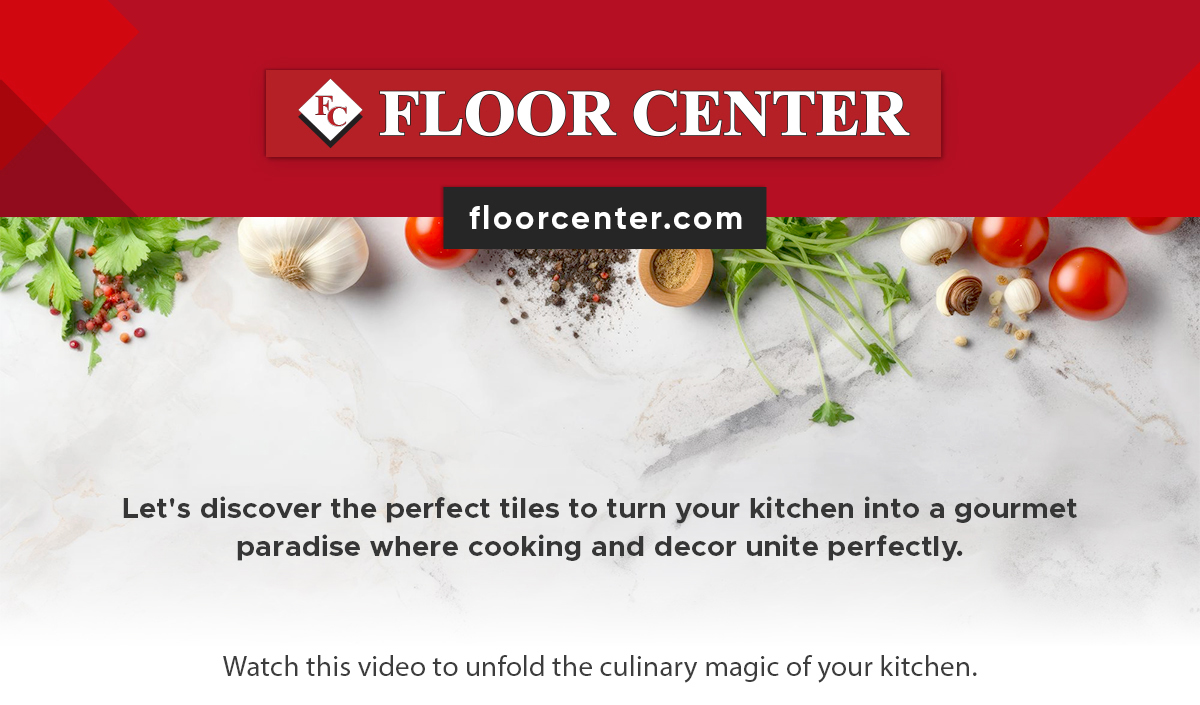 FC FLOOR CENTER
floorcenter.com
Let's discover the perfect tiles to turn your kitchen into a gourmet
paradise where cooking and decor unite perfectly.
Watch this video to unfold the culinary magic of your kitchen.